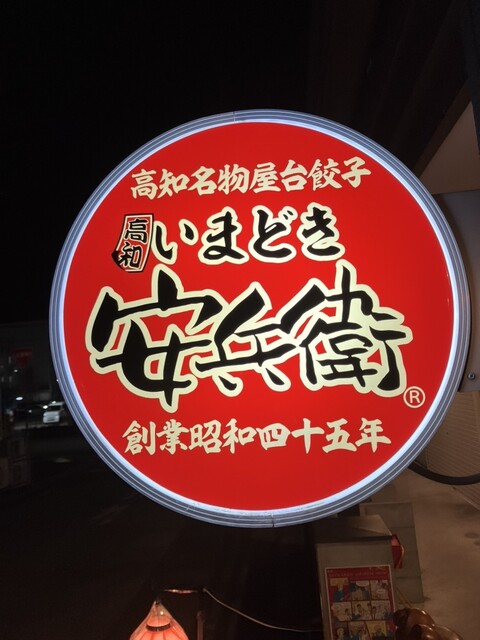 高知名物屋台餃子
高知
いまどき
安兵衛
®
創業昭和四十五年